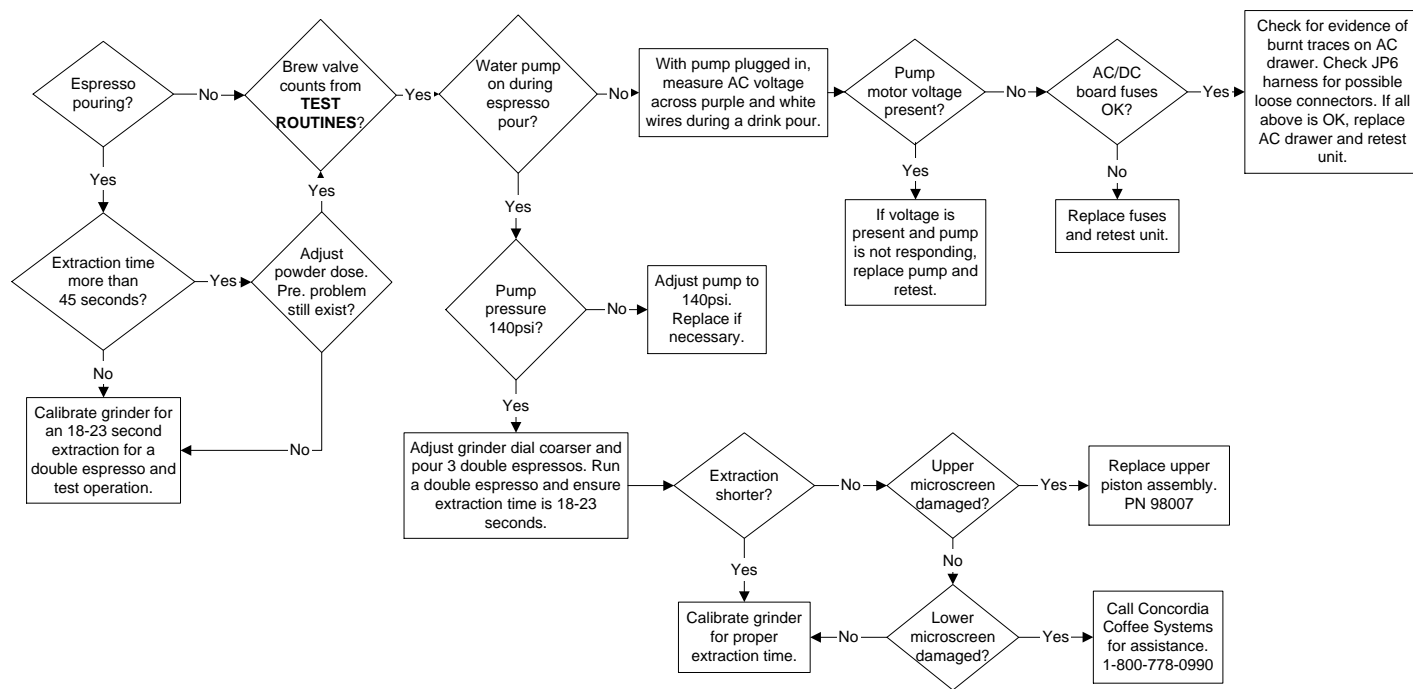 Espresso
pouring?
No
Brew valve
counts from
TEST
ROUTINES?
Yes
Water pump
on during
espresso
pour?
No
With pump plugged in,
measure AC voltage
across purple and white
wires during a drink pour.
Pump
motor voltage
present?
No
AC/DC
board fuses
OK?
Yes
Check for evidence of
burnt traces on AC
drawer. Check JP6
harness for possible
loose connectors. If all
above is OK, replace
AC drawer and retest
unit.
Yes
Yes
Yes
Yes
No
If voltage is
present and pump
is not responding,
replace pump and
retest.
Replace fuses
and retest unit.
Extraction time
more than
45 seconds?
Yes
Adjust
powder dose.
Pre. problem
still exist?
Pump
pressure
140psi?
No
Adjust pump to
140psi.
Replace if
necessary.
No
Yes
Calibrate grinder for
an 18-23 second
extraction for a
double espresso and
test operation.
No
Adjust grinder dial coarser and
pour 3 double espressos. Run
a double espresso and ensure
extraction time is 18-23
seconds.
Extraction
shorter?
No
Upper
microscreen
damaged?
Yes
Replace upper
piston assembly.
PN 98007
Yes
No
Calibrate grinder
for proper
extraction time.
No
Lower
microscreen
damaged?
Yes
Call Concordia
Coffee Systems
for assistance.
1-800-778-0990